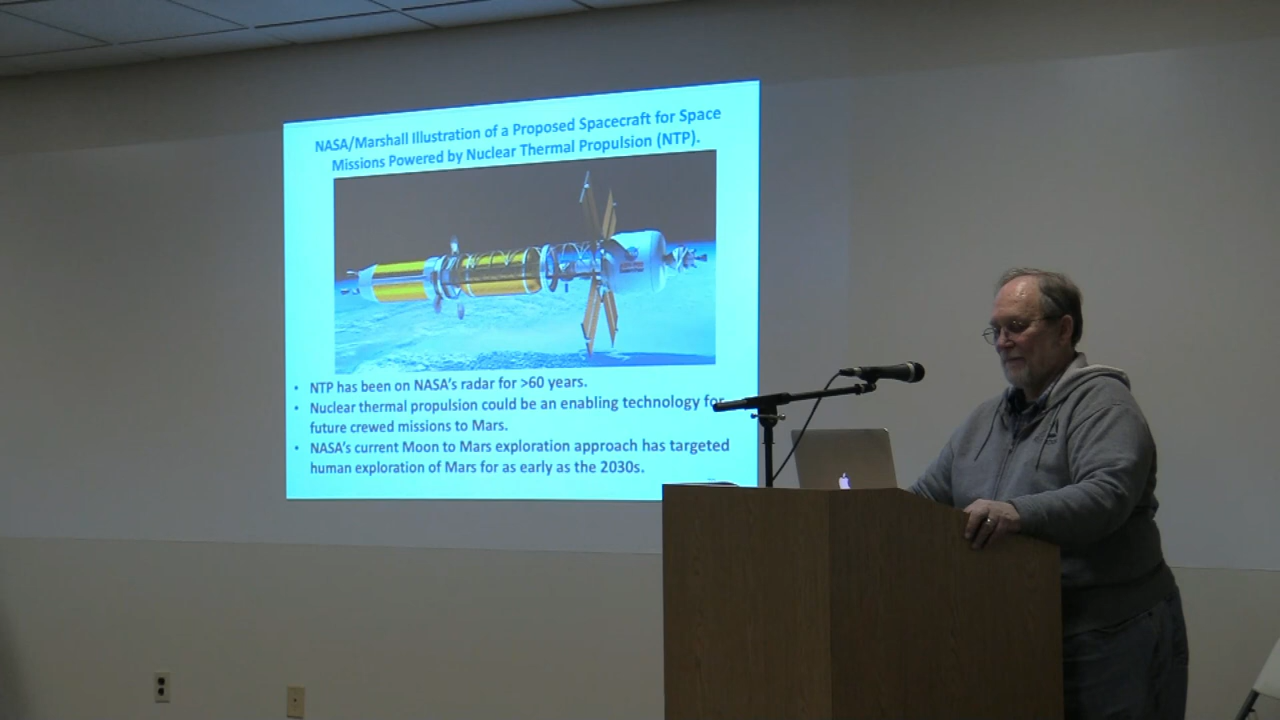 NASA/Marshall Illustration of a Proposed Spacecraft for Space
Missions Powered by Nuclear Thermal Propulsion (NTP).
• NTP has been on NASA's radar for >60 years.
• Nuclear thermal propulsion could be an enabling technology for
future crewed missions to Mars.
• NASA's current Moon to Mars exploration approach has targeted
human exploration of Mars for as early as the 2030s.